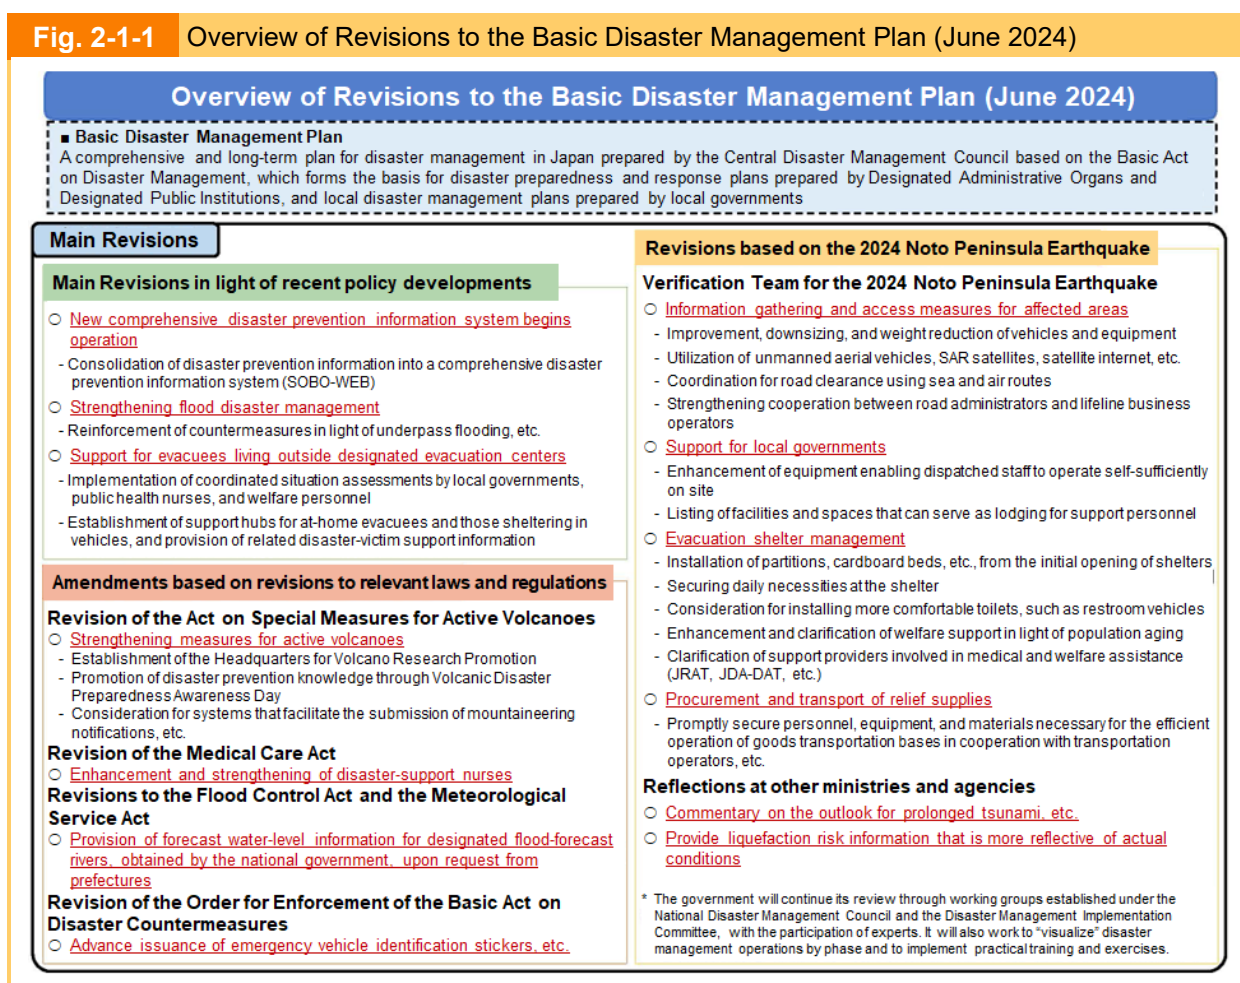 Fig. 2-1-1 Overview of Revisions to the Basic Disaster Management Plan (June 2024)
Overview of Revisions to the Basic Disaster Management Plan (June 2024)
■ Basic Disaster Management Plan
A comprehensive and long-term plan for disaster management in Japan prepared by the Central Disaster Management Council based on the Basic Act
on Disaster Management, which forms the basis for disaster preparedness and response plans prepared by Designated Administrative Organs and
Designated Public Institutions, and local disaster management plans prepared by local governments
Main Revisions
Main Revisions in light of recent policy developments
○ New comprehensive disaster prevention information system begins
operation
- Consolidation of disaster prevention information into a comprehensive disaster
prevention information system (SOBO-WEB)
○ Strengthening flood disaster management
- Reinforcement of countermeasures in light of underpass flooding, etc.
○ Support for evacuees living outside designated evacuation centers
- Implementation of coordinated situation assessments by local governments,
public health nurses, and welfare personnel
- Establishment of support hubs for at-home evacuees and those sheltering in
vehicles, and provision of related disaster-victim support information
Amendments based on revisions to relevant laws and regulations
Revision of the Act on Special Measures for Active Volcanoes
○ Strengthening measures for active volcanoes
- Establishment of the Headquarters for Volcano Research Promotion
- Promotion of disaster prevention knowledge through Volcanic Disaster
Preparedness Awareness Day
- Consideration for systems that facilitate the submission of mountaineering
notifications, etc.
Revision of the Medical Care Act
○ Enhancement and strengthening of disaster-support nurses
Revisions to the Flood Control Act and the Meteorological
Service Act
○ Provision of forecast water-level information for designated flood-forecast
rivers, obtained by the national government, upon request from
prefectures
Revision of the Order for Enforcement of the Basic Act on
Disaster Countermeasures
○ Advance issuance of emergency vehicle identification stickers, etc.
Revisions based on the 2024 Noto Peninsula Earthquake
Verification Team for the 2024 Noto Peninsula Earthquake
○ Information gathering and access measures for affected areas
- Improvement, downsizing, and weight reduction of vehicles and equipment
- Utilization of unmanned aerial vehicles, SAR satellites, satellite internet, etc.
- Coordination for road clearance using sea and air routes
- Strengthening cooperation between road administrators and lifeline business
operators
○ Support for local governments
- Enhancement of equipment enabling dispatched staff to operate self-sufficiently
on site
- Listing of facilities and spaces that can serve as lodging for support personnel
○ Evacuation shelter management
- Installation of partitions, cardboard beds, etc., from the initial opening of shelters
- Securing daily necessities at the shelter
- Consideration for installing more comfortable toilets, such as restroom vehicles
- Enhancement and clarification of welfare support in light of population aging
- Clarification of support providers involved in medical and welfare assistance
(JRAT, JDA-DAT, etc.)
○ Procurement and transport of relief supplies
- Promptly secure personnel, equipment, and materials necessary for the efficient
operation of goods transportation bases in cooperation with transportation
operators, etc.
Reflections at other ministries and agencies
○ Commentary on the outlook for prolonged tsunami, etc.
○ Provide liquefaction risk information that is more reflective of actual
conditions
* The government will continue its review through working groups established under the
National Disaster Management Council and the Disaster Management Implementation
Committee, with the participation of experts. It will also work to “visualize” disaster
management operations by phase and to implement practical training and exercises.